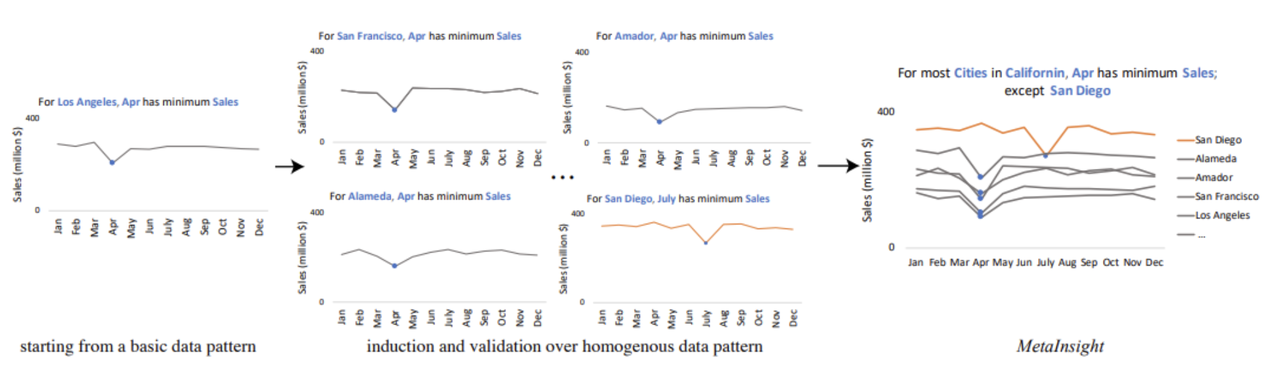 For Los Angeles, Apr has minimum Sales
400
Sales (million $)
0
Jan Feb Mar Apr May Jun July Aug Sep Oct Nov Dec
starting from a basic data pattern
For San Francisco, Apr has minimum Sales
400
Sales (million $)
0
Jan Feb Mar Apr May Jun July Aug Sep Oct Nov Dec
For Amador, Apr has minimum Sales
400
Sales (million $)
0
Jan Feb Mar Apr May Jun July Aug Sep Oct Nov Dec
...
For Alameda, Apr has minimum Sales
400
Sales (million $)
0
Jan Feb Mar Apr May Jun July Aug Sep Oct Nov Dec
For San Diego, July has minimum Sales
400
Sales (million $)
0
Jan Feb Mar Apr May Jun July Aug Sep Oct Nov Dec
induction and validation over homogenous data pattern
For most Cities in Californin, Apr has minimum Sales;
except San Diego
400
Sales (million $)
0
Jan Feb Mar Apr May Jun July Aug Sep Oct Nov Dec
San Diego
Alameda
Amador
San Francisco
Los Angeles
...
MetaInsight